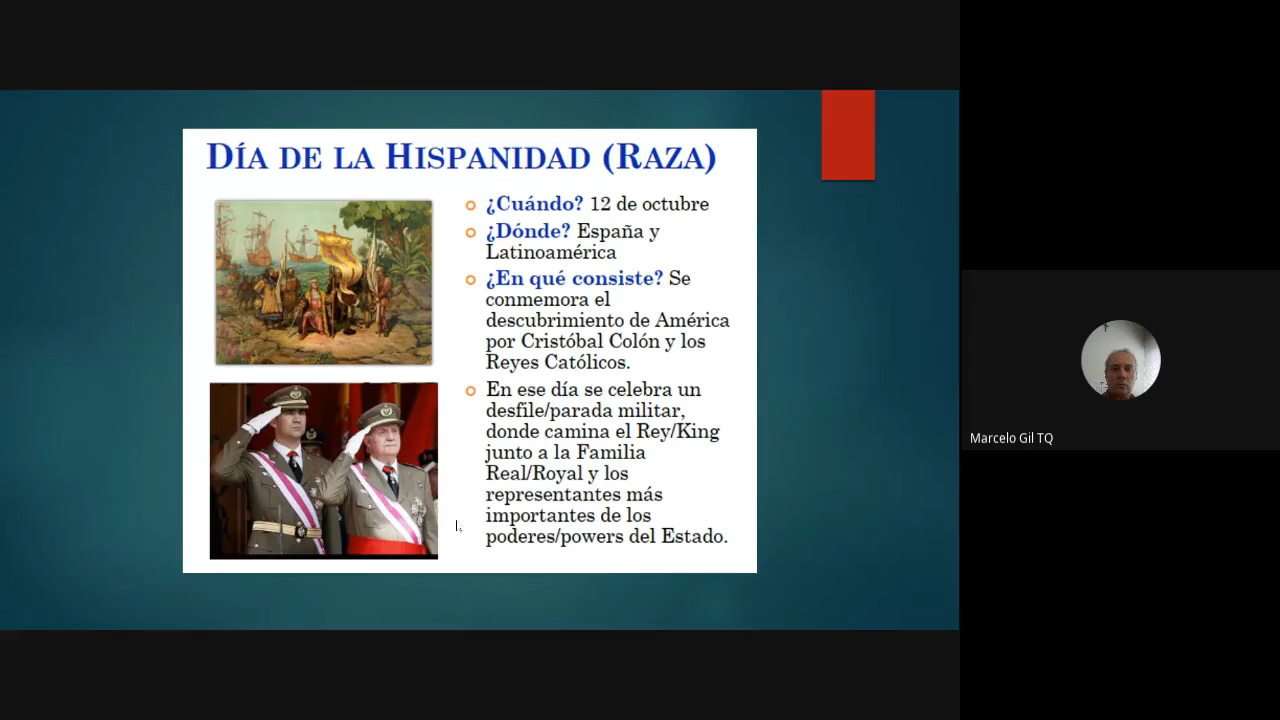 DÍA DE LA HISPANIDAD (RAZA)
¿Cuándo? 12 de octubre
¿Dónde? España y
Latinoamérica
¿En qué consiste? Se
conmemora el
descubrimiento de América
por Cristóbal Colón y los
Reyes Católicos.
En ese día se celebra un
desfile/parada militar,
donde camina el Rey/King
junto a la Familia
Real/Royal y los
representantes más
importantes de los
poderes/powers del Estado.
Marcelo Gil TQ